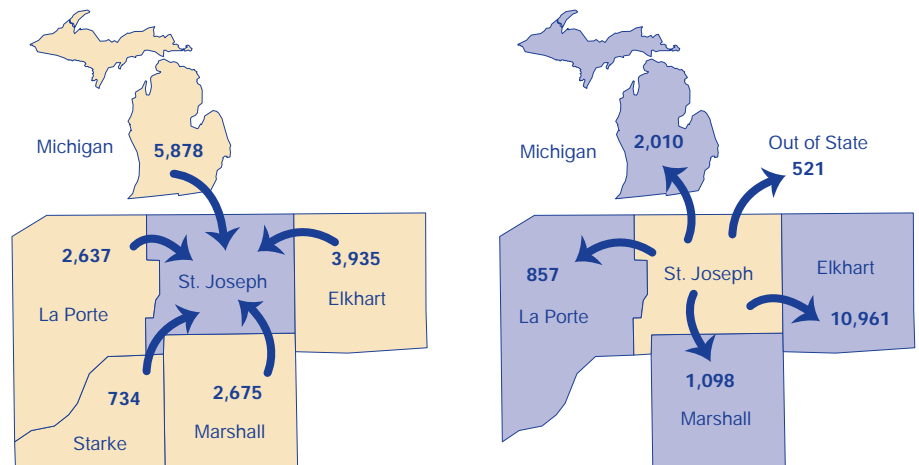 Michigan
5,878
2,637
3,935
St. Joseph
La Porte
Elkhart
734
2,675
Starke
Marshall
Michigan
2,010
Out of State
521
857
St. Joseph
Elkhart
La Porte
10,961
1,098
Marshall